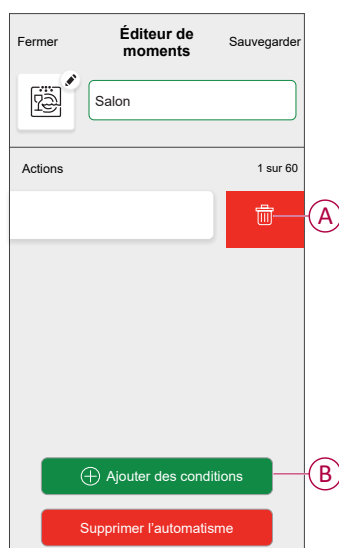 Fermer
Éditeur de
moments
Sauvegarder
Salon
Actions
1 sur 60
A
Ajouter des conditions
B
Supprimer l'automatisme